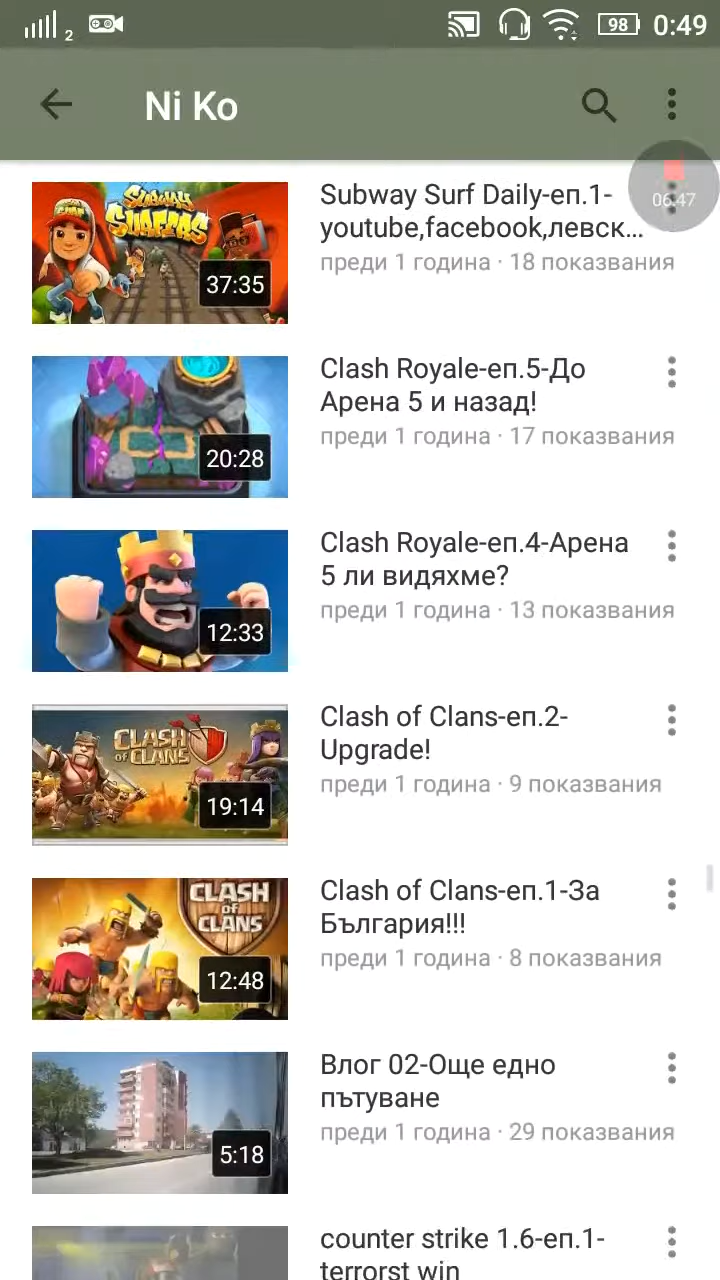 2
98
0:49
Ni Ko
06:47
SUBWAY
SURFERS
37:35
Subway Surf Daily-еп.1-
youtube,facebook,левск...
преди 1 година · 18 показвания
20:28
Clash Royale-еп.5-До
Арена 5 и назад!
преди 1 година · 17 показвания
12:33
Clash Royale-еп.4-Арена
5 ли видяхме?
преди 1 година · 13 показвания
CLASH
OF CLANS
19:14
Clash of Clans-еп.2-
Upgrade!
преди 1 година · 9 показвания
CLASH
OF
CLANS
12:48
Clash of Clans-еп.1-За
България!!!
преди 1 година · 8 показвания
5:18
Влог 02-Още едно
пътуване
преди 1 година · 29 показвания
counter strike 1.6-еп.1-
terrorst win